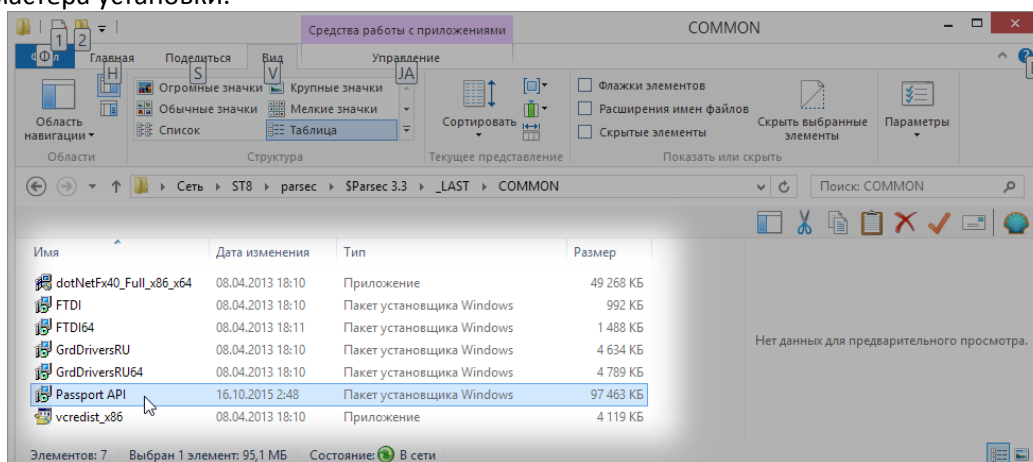 мастера установки.
Средства работы с приложениями
COMMON
1
2
Ф
Главная
Поделиться
Вид
Управление
H
S
V
JA
Огромные значки
Крупные значки
Обычные значки
Мелкие значки
Список
Таблица
Область
навигации
Сортировать
Флажки элементов
Расширения имен файлов
Скрытые элементы
Скрыть выбранные
элементы
Параметры
Области
Структура
Текущее представление
Показать или скрыть
Сеть ST8 parsec $Parsec 3.3 _LAST COMMON
Поиск: COMMON
Имя Дата изменения Тип Размер
dotNetFx40_Full_x86_x64 08.04.2013 18:10 Приложение 49 268 КБ
FTDI 08.04.2013 18:10 Пакет установщика Windows 992 КБ
FTDI64 08.04.2013 18:11 Пакет установщика Windows 1 488 КБ
GrdDriversRU 08.04.2013 18:10 Пакет установщика Windows 4 634 КБ
GrdDriversRU64 08.04.2013 18:10 Пакет установщика Windows 4 789 КБ
Passport API 16.10.2015 2:48 Пакет установщика Windows 97 463 КБ
vcredist_x86 08.04.2013 18:10 Приложение 4 119 КБ
Нет данных для предварительного просмотра.
Элементов: 7 Выбран 1 элемент: 95,1 МБ Состояние: В сети